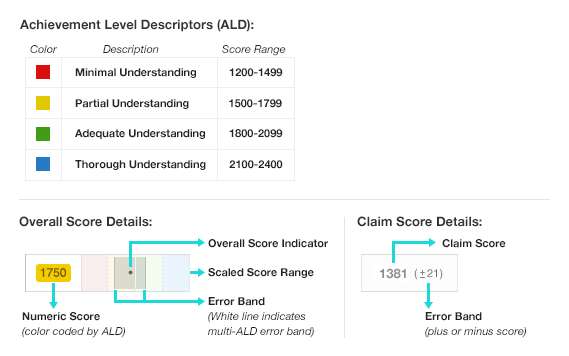 Achievement Level Descriptors (ALD):
Color Description Score Range
Minimal Understanding 1200-1499
Partial Understanding 1500-1799
Adequate Understanding 1800-2099
Thorough Understanding 2100-2400
Overall Score Details:
Overall Score Indicator
1750
Scaled Score Range
Numeric Score
(color coded by ALD)
Error Band
(White line indicates
multi-ALD error band)
Claim Score Details:
Claim Score
1381 (±21)
Error Band
(plus or minus score)